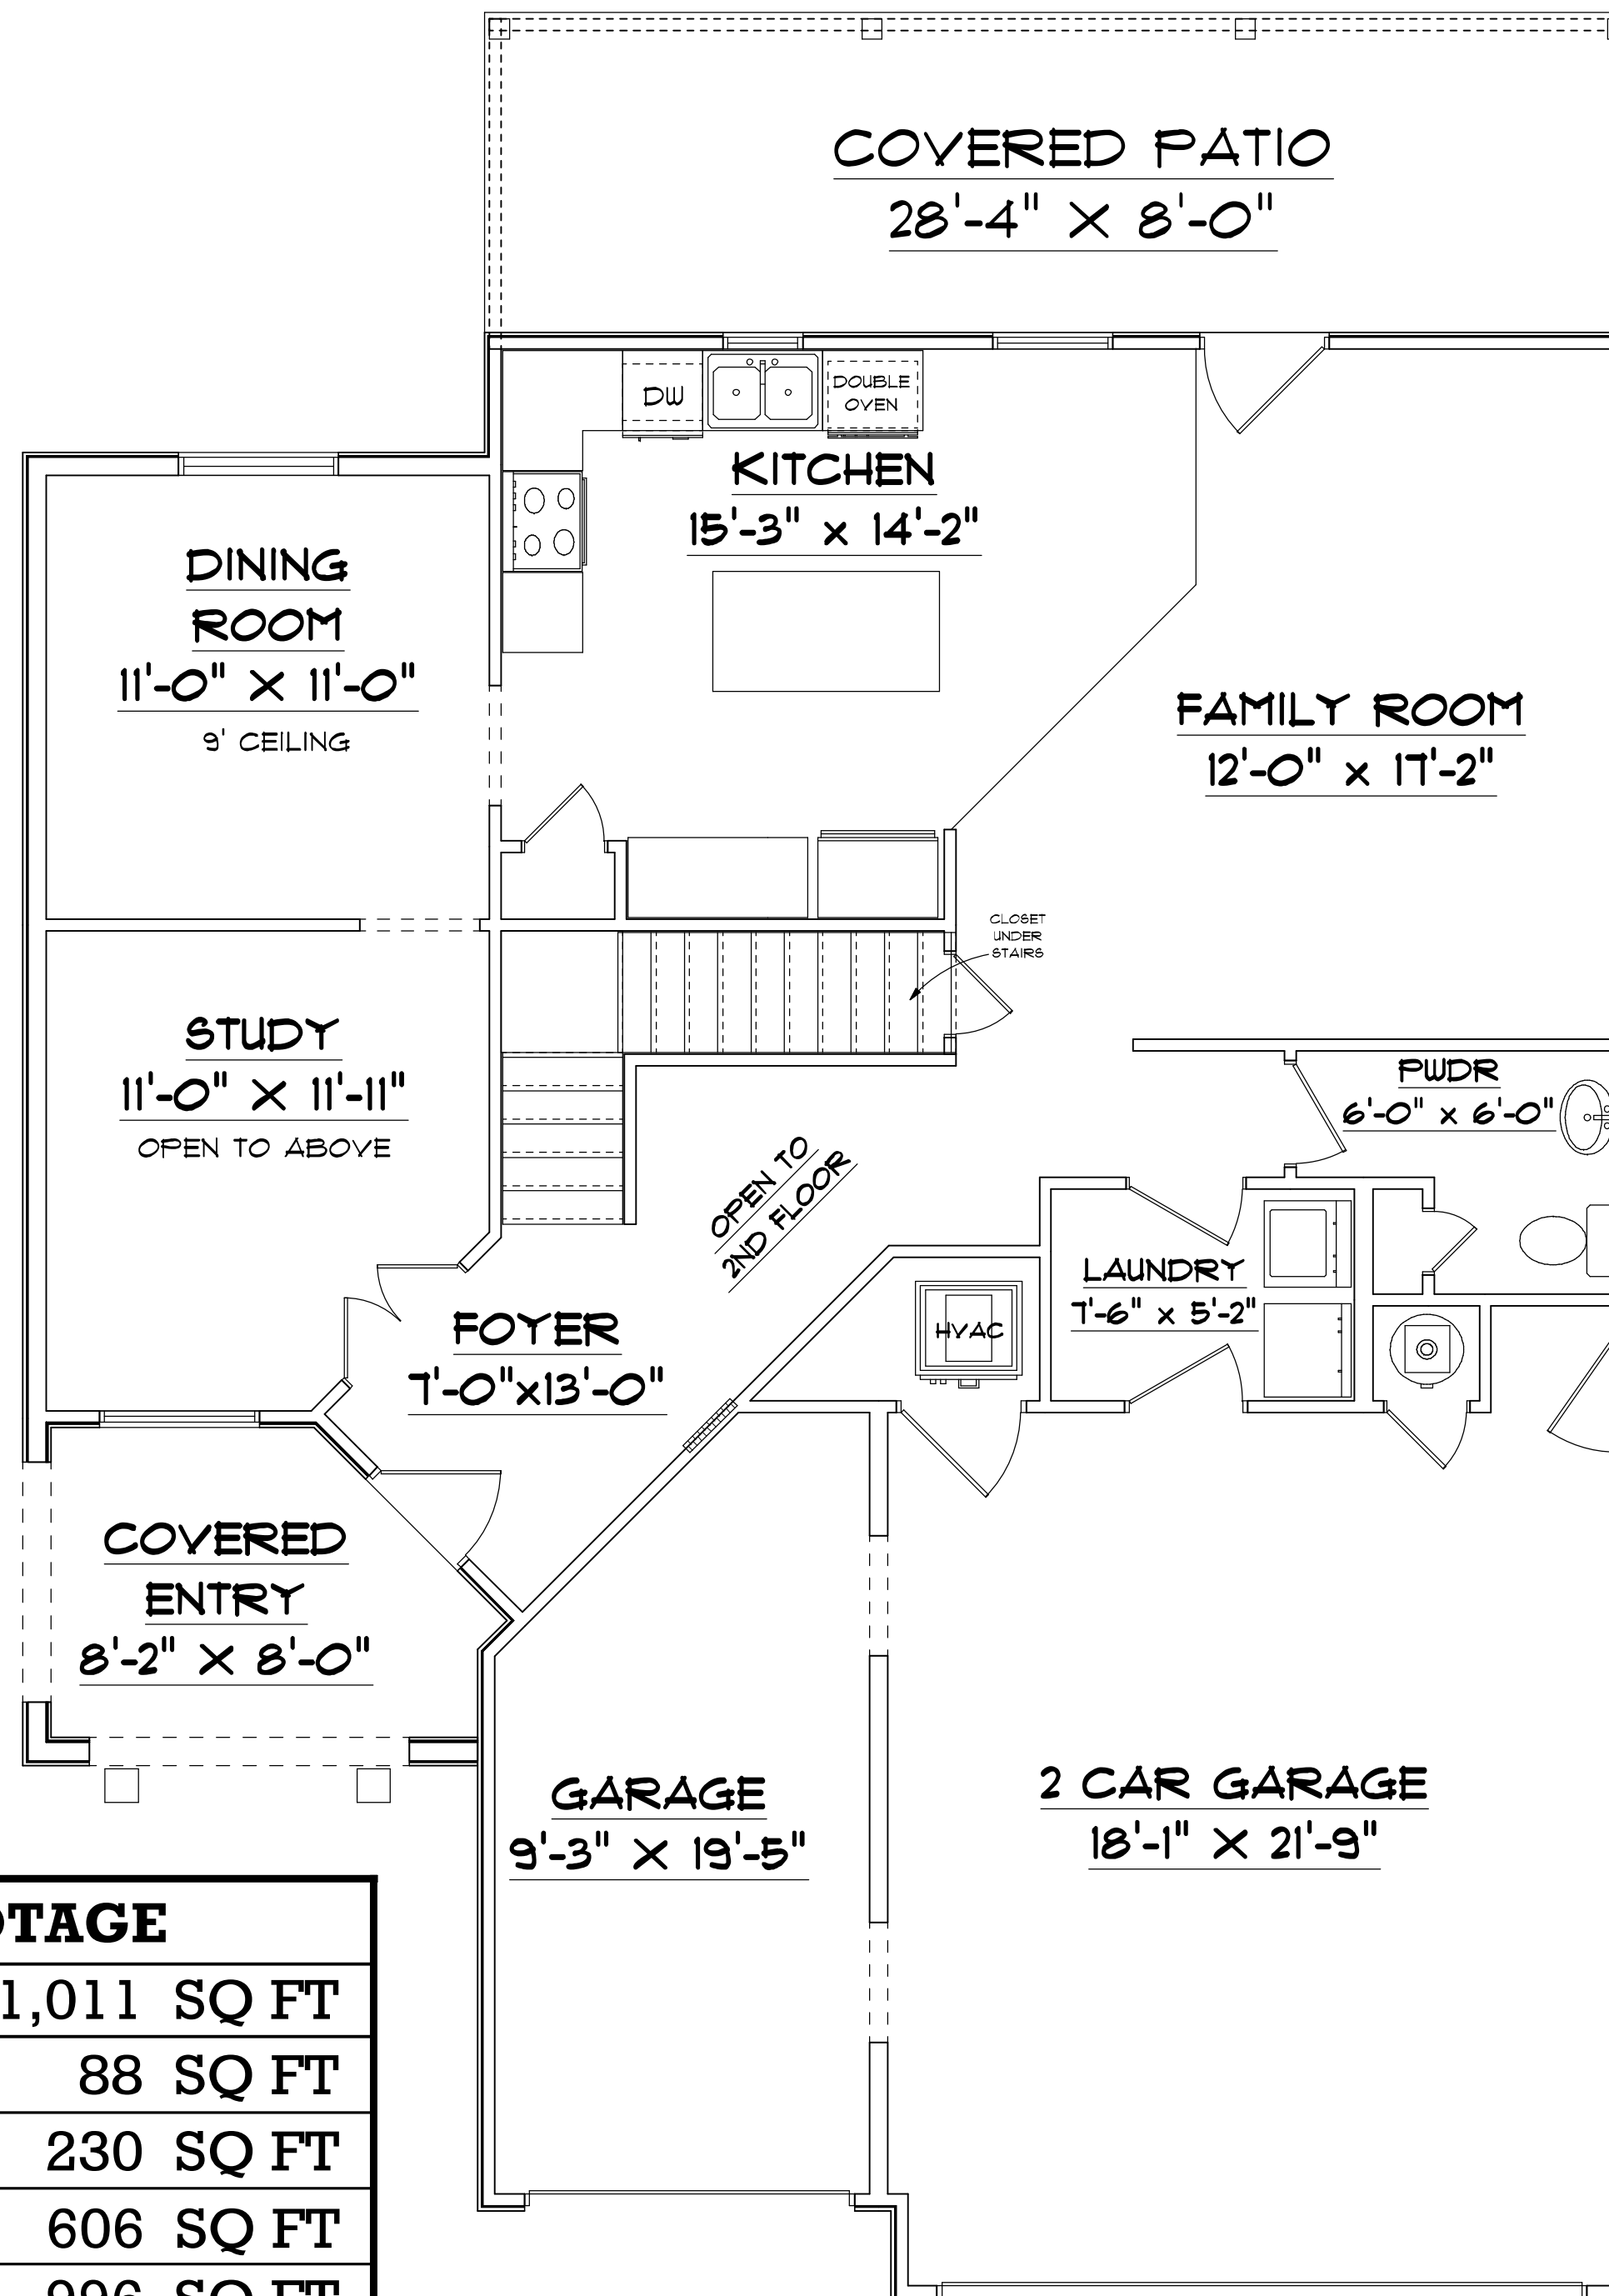 COVERED PATIO
28'-4" X 8'-0"
DW
DOUBLE
OVEN
KITCHEN
15'-3" x 14'-2"
DINING
ROOM
11'-0" X 11'-0"
9' CEILING
FAMILY ROOM
12'-0" x 17'-2"
CLOSET
UNDER
STAIRS
STUDY
11'-0" X 11'-11"
OPEN TO ABOVE
PWDR
6'-0" x 6'-0"
OPEN TO
2ND FLOOR
LAUNDRY
7'-6" x 5'-2"
HVAC
FOYER
7'-0"x13'-0"
COVERED
ENTRY
8'-2" X 8'-0"
GARAGE
9'-3" X 19'-5"
2 CAR GARAGE
18'-1" X 21'-9"
OTAGE
1,011 SQ FT
88 SQ FT
230 SQ FT
606 SQ FT
SQ FT